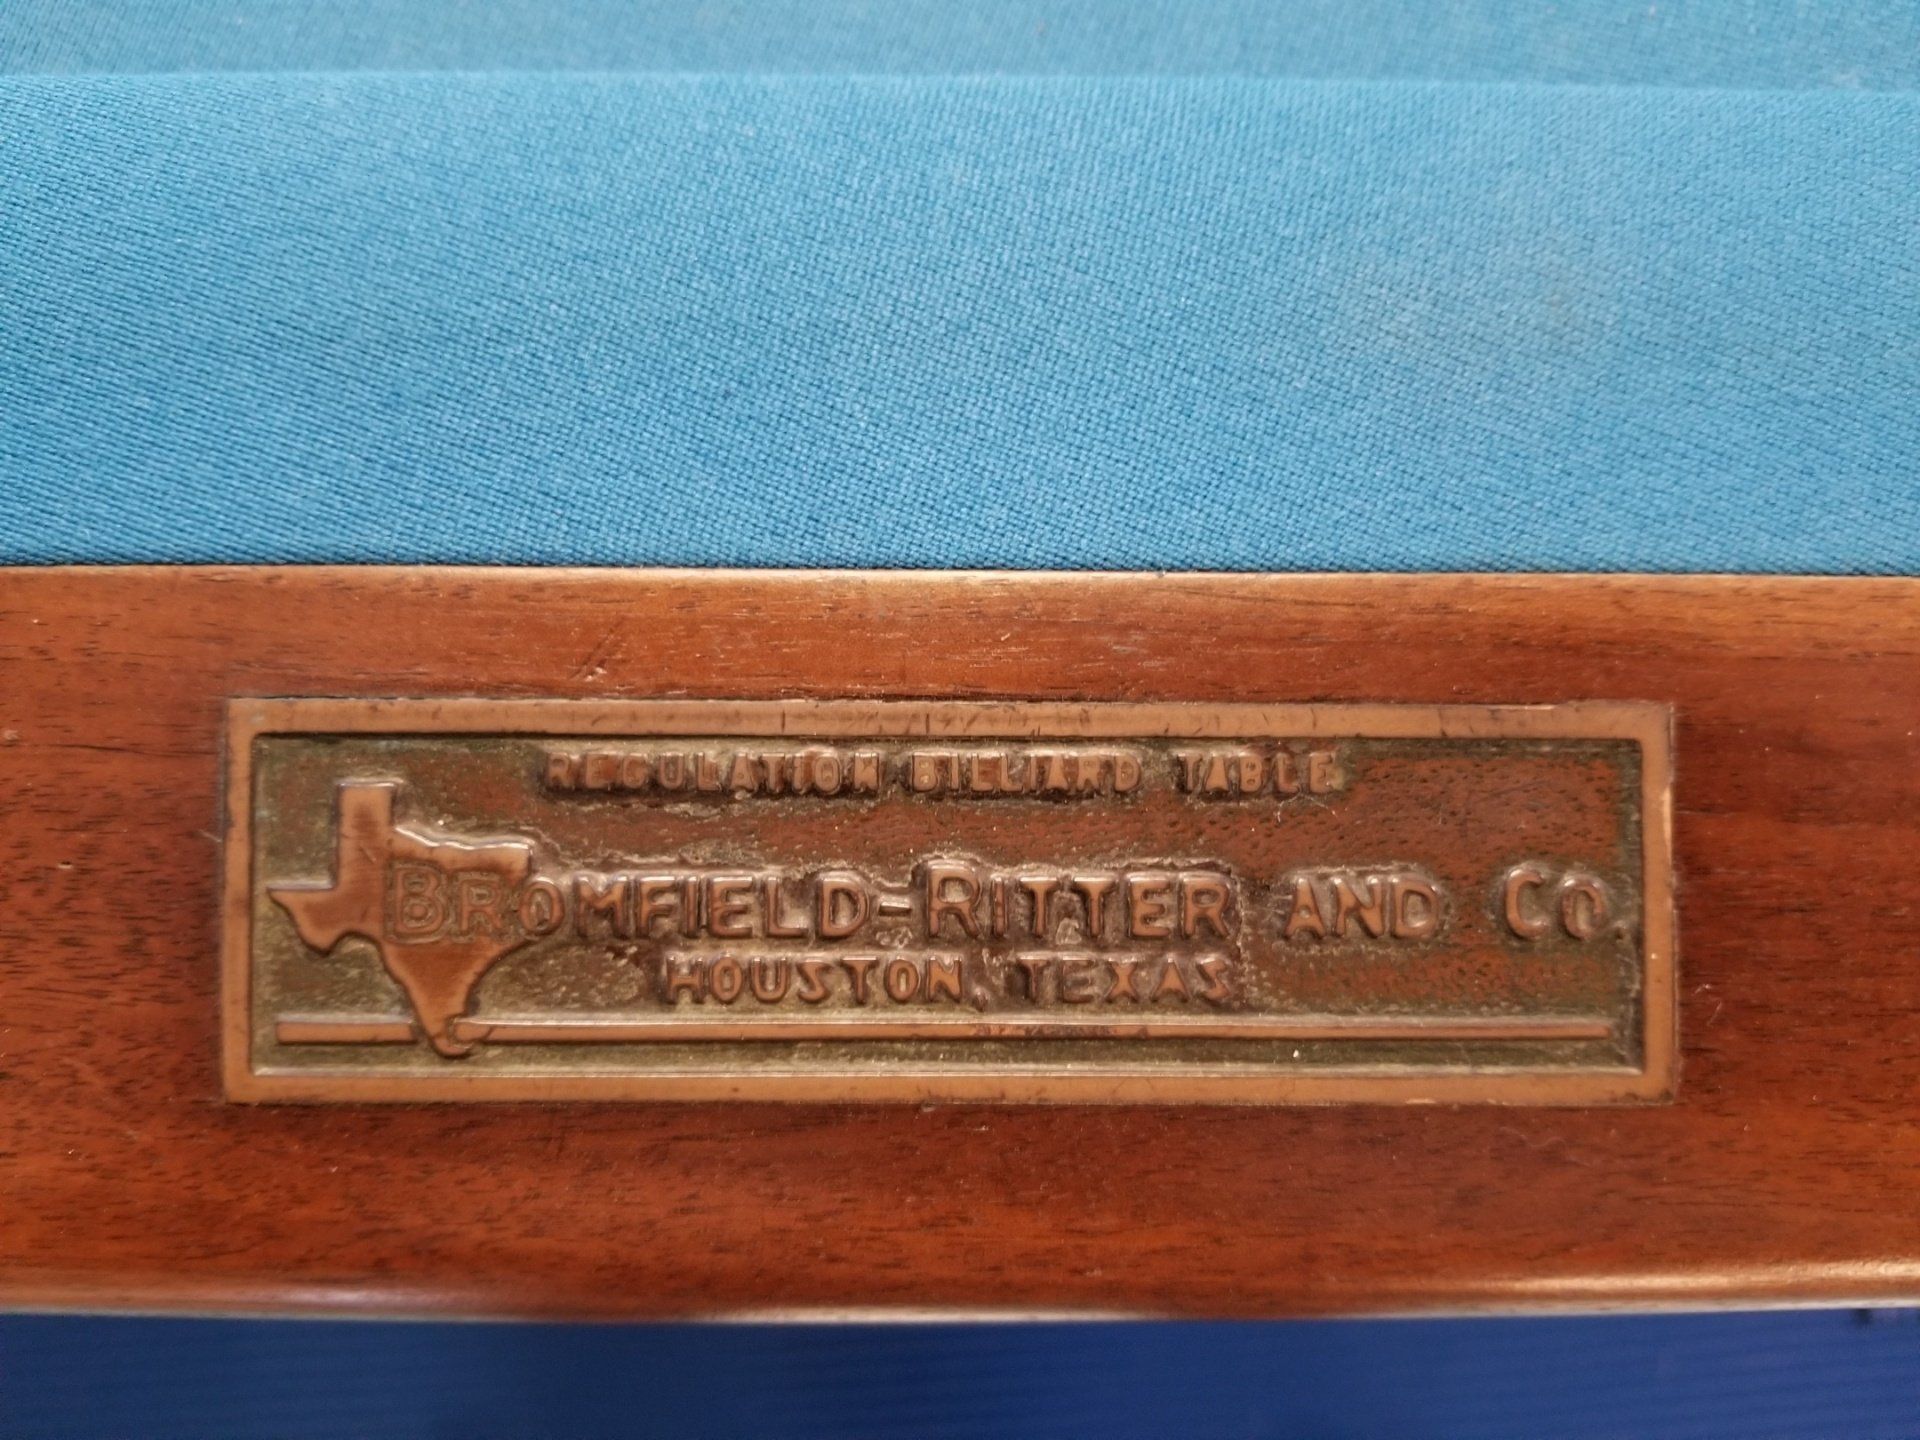 REGULATION BILLIARD TABLE
BROMFIELD-RITTER AND CO.
HOUSTON, TEXAS